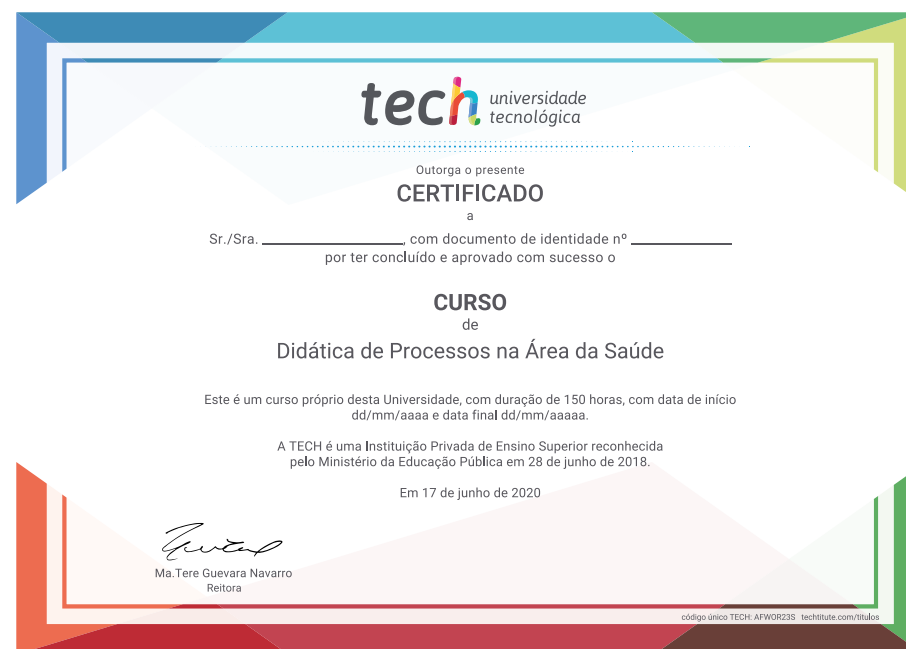 tech universidade
tecnológica
Outorga o presente
CERTIFICADO
a
Sr./Sra. ____________________, com documento de identidade nº ______________
por ter concluído e aprovado com sucesso o
CURSO
de
Didática de Processos na Área da Saúde
Este é um curso próprio desta Universidade, com duração de 150 horas, com data de início
dd/mm/aaaa e data final dd/mm/aaaaa.
A TECH é uma Instituição Privada de Ensino Superior reconhecida
pelo Ministério da Educação Pública em 28 de junho de 2018.
Em 17 de junho de 2020
Ma.Tere Guevara Navarro
Reitora
código único TECH: AFWOR23S techtitute.com/titulos